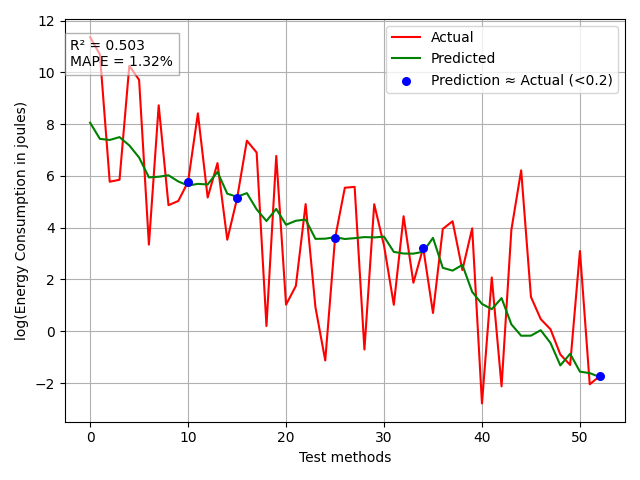 R² = 0.503
MAPE = 1.32%
Actual
Predicted
Prediction ≈ Actual (<0.2)
log(Energy Consumption in joules)
12
10
8
6
4
2
0
−2
0 10 20 30 40 50
Test methods